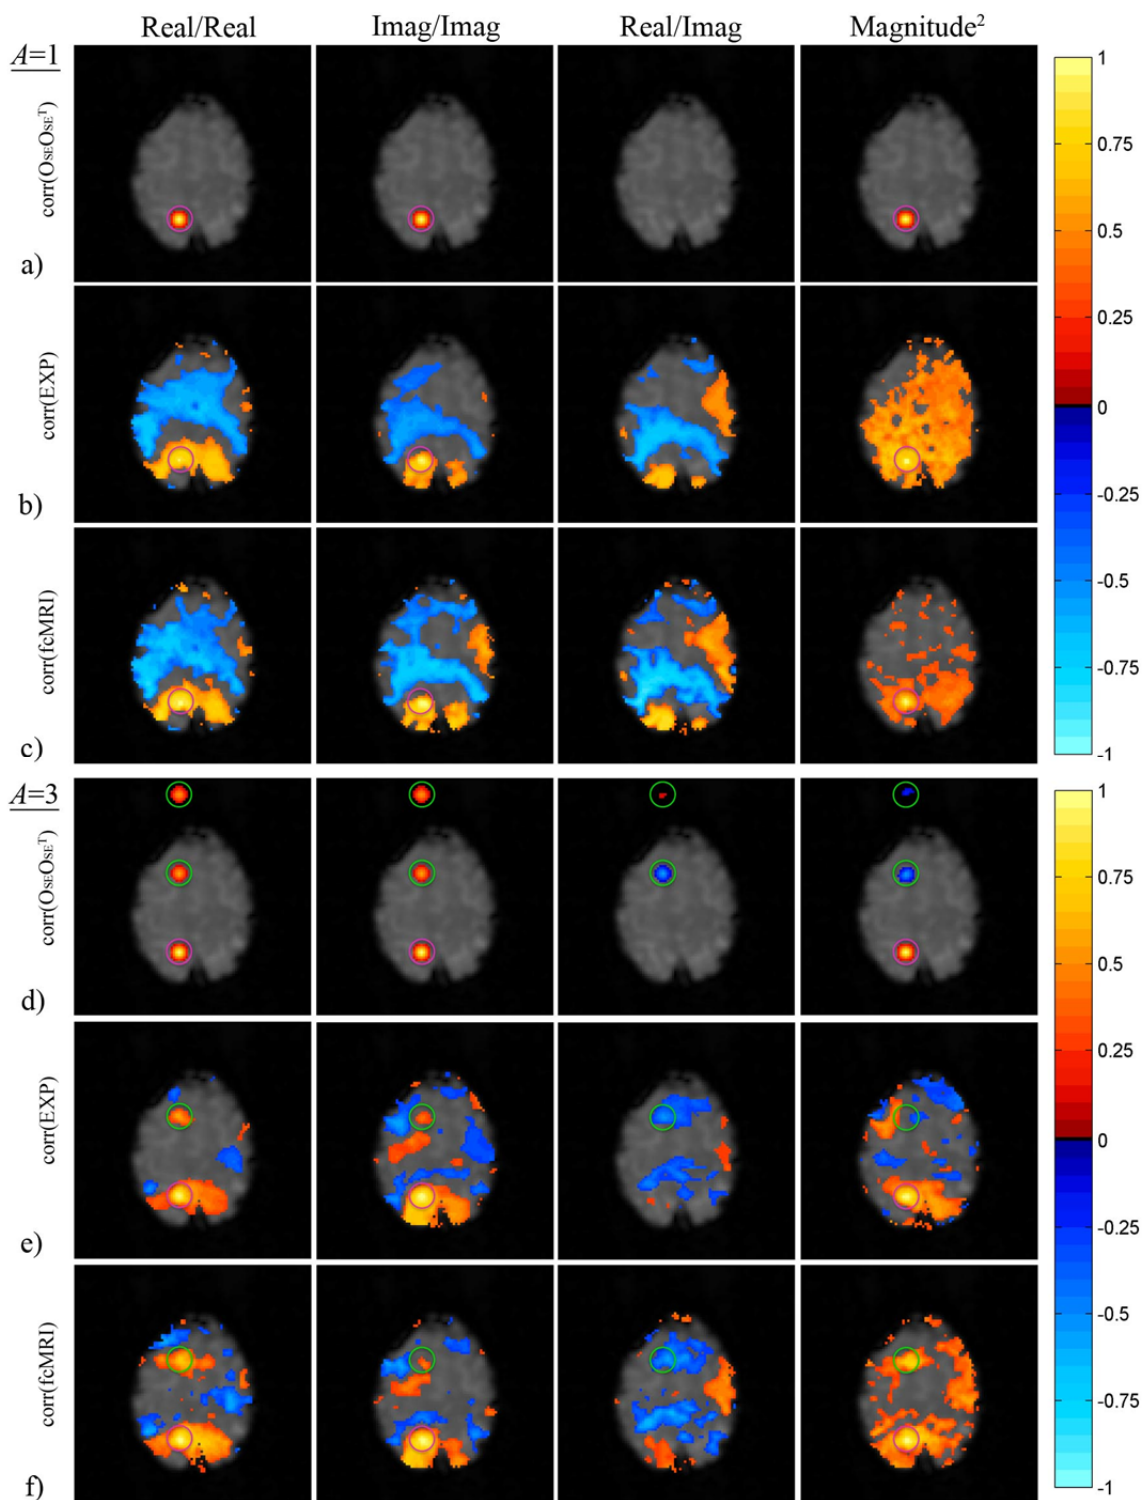 Real/Real Imag/Imag Real/Imag Magnitude²
A=1
corr(OSEOSEᵀ)
a)
corr(EXP)
b)
corr(fcMRI)
c)
1
0.75
0.5
0.25
0
-0.25
-0.5
-0.75
-1
A=3
corr(OSEOSEᵀ)
d)
corr(EXP)
e)
corr(fcMRI)
f)
1
0.75
0.5
0.25
0
-0.25
-0.5
-0.75
-1